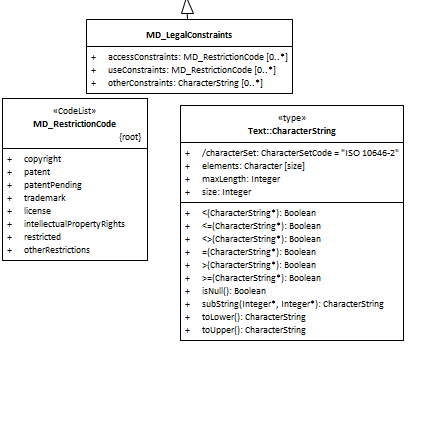 MD_LegalConstraints
+ accessConstraints: MD_RestrictionCode [0..*]
+ useConstraints: MD_RestrictionCode [0..*]
+ otherConstraints: CharacterString [0..*]
«CodeList»
MD_RestrictionCode
{root}
+ copyright
+ patent
+ patentPending
+ trademark
+ license
+ intellectualPropertyRights
+ restricted
+ otherRestrictions
«type»
Text::CharacterString
+ /characterSet: CharacterSetCode = "ISO 10646-2"
+ elements: Character [size]
+ maxLength: Integer
+ size: Integer
+ <(CharacterString*): Boolean
+ <=(CharacterString*): Boolean
+ <>(CharacterString*): Boolean
+ =(CharacterString*): Boolean
+ >(CharacterString*): Boolean
+ >=(CharacterString*): Boolean
+ isNull(): Boolean
+ subString(Integer*, Integer*): CharacterString
+ toLower(): CharacterString
+ toUpper(): CharacterString